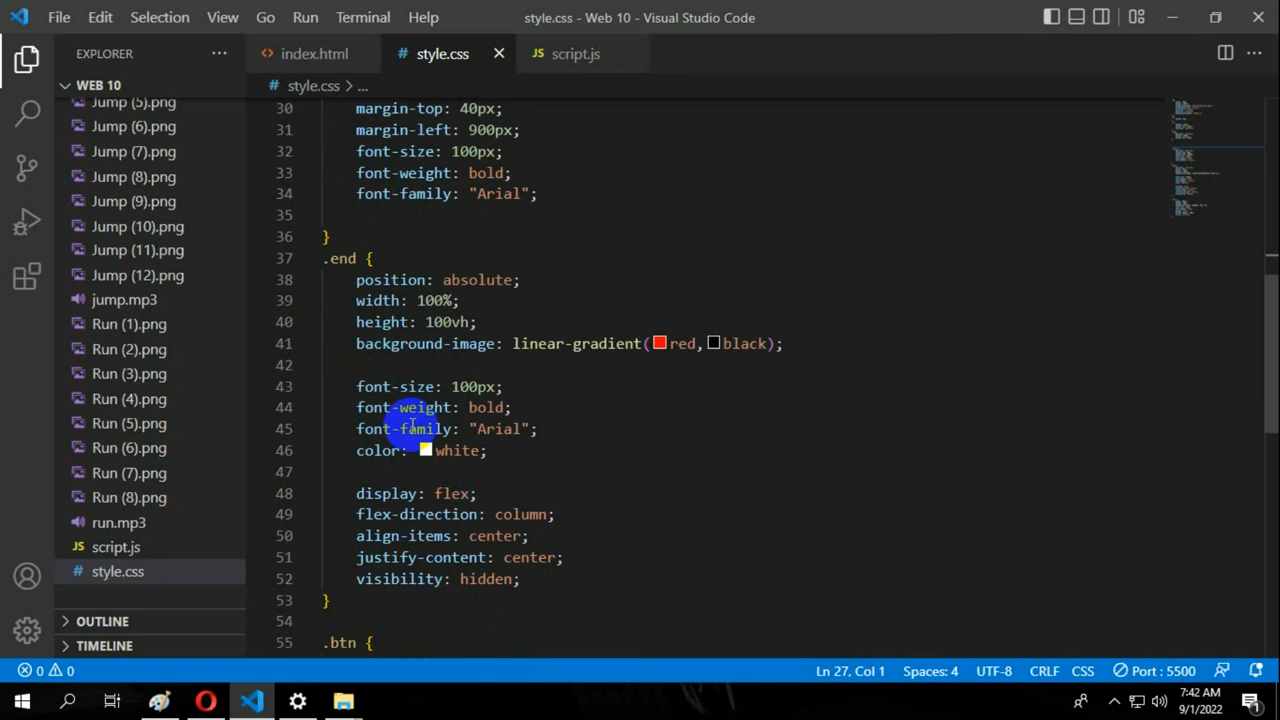 File Edit Selection View Go Run Terminal Help style.css - Web 10 - Visual Studio Code
EXPLORER
index.html
style.css
JS script.js
WEB 10
# style.css > ...
Jump (5).png
Jump (6).png
Jump (7).png
Jump (8).png
Jump (9).png
Jump (10).png
Jump (11).png
Jump (12).png
jump.mp3
Run (1).png
Run (2).png
Run (3).png
Run (4).png
Run (5).png
Run (6).png
Run (7).png
Run (8).png
run.mp3
JS script.js
# style.css
OUTLINE
TIMELINE
30 margin-top: 40px;
31 margin-left: 900px;
32 font-size: 100px;
33 font-weight: bold;
34 font-family: "Arial";
35
36 }
37 .end {
38 position: absolute;
39 width: 100%;
40 height: 100vh;
41 background-image: linear-gradient(red,black);
42
43 font-size: 100px;
44 font-weight: bold;
45 font-family: "Arial";
46 color: white;
47
48 display: flex;
49 flex-direction: column;
50 align-items: center;
51 justify-content: center;
52 visibility: hidden;
53 }
54
55 .btn {
0 0 Ln 27, Col 1 Spaces: 4 UTF-8 CRLF CSS Port : 5500
7:42 AM
9/1/2022
1